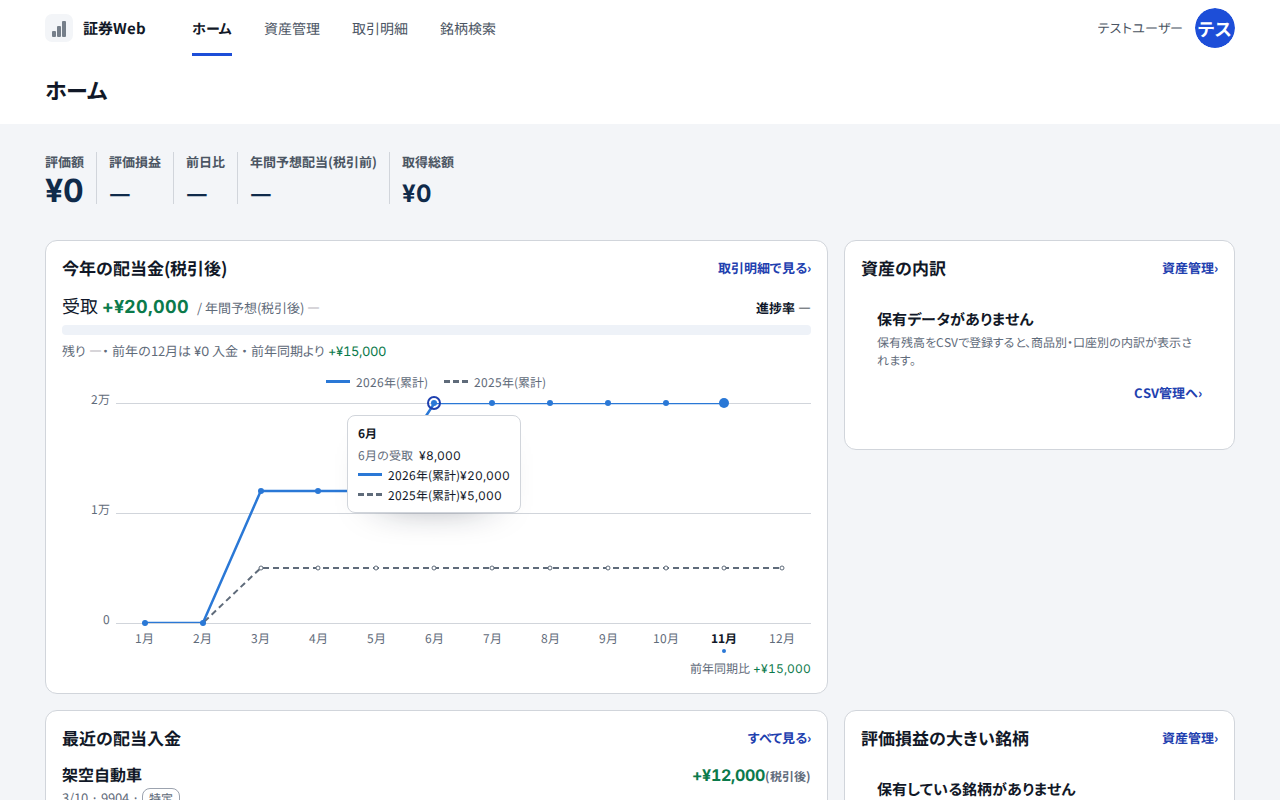 証券Web ホーム 資産管理 取引明細 銘柄検索 テストユーザー テス
ホーム
評価額 評価損益 前日比 年間予想配当(税引前) 取得総額
¥0 — — — ¥0
今年の配当金(税引後) 取引明細で見る›
受取 +¥20,000 / 年間予想(税引後) — 進捗率 —
残り —・前年の12月は ¥0 入金・前年同期より +¥15,000
2026年(累計) 2025年(累計)
2万
6月
6月の受取 ¥8,000
2026年(累計)¥20,000
2025年(累計)¥5,000
1万
0
1月 2月 3月 4月 5月 6月 7月 8月 9月 10月 11月 12月
前年同期比 +¥15,000
資産の内訳 資産管理›
保有データがありません
保有残高をCSVで登録すると、商品別・口座別の内訳が表示さ
れます。
CSV管理へ›
最近の配当入金 すべて見る›
架空自動車 +¥12,000(税引後)
3/10・9904・特定
評価損益の大きい銘柄 資産管理›
保有している銘柄がありません